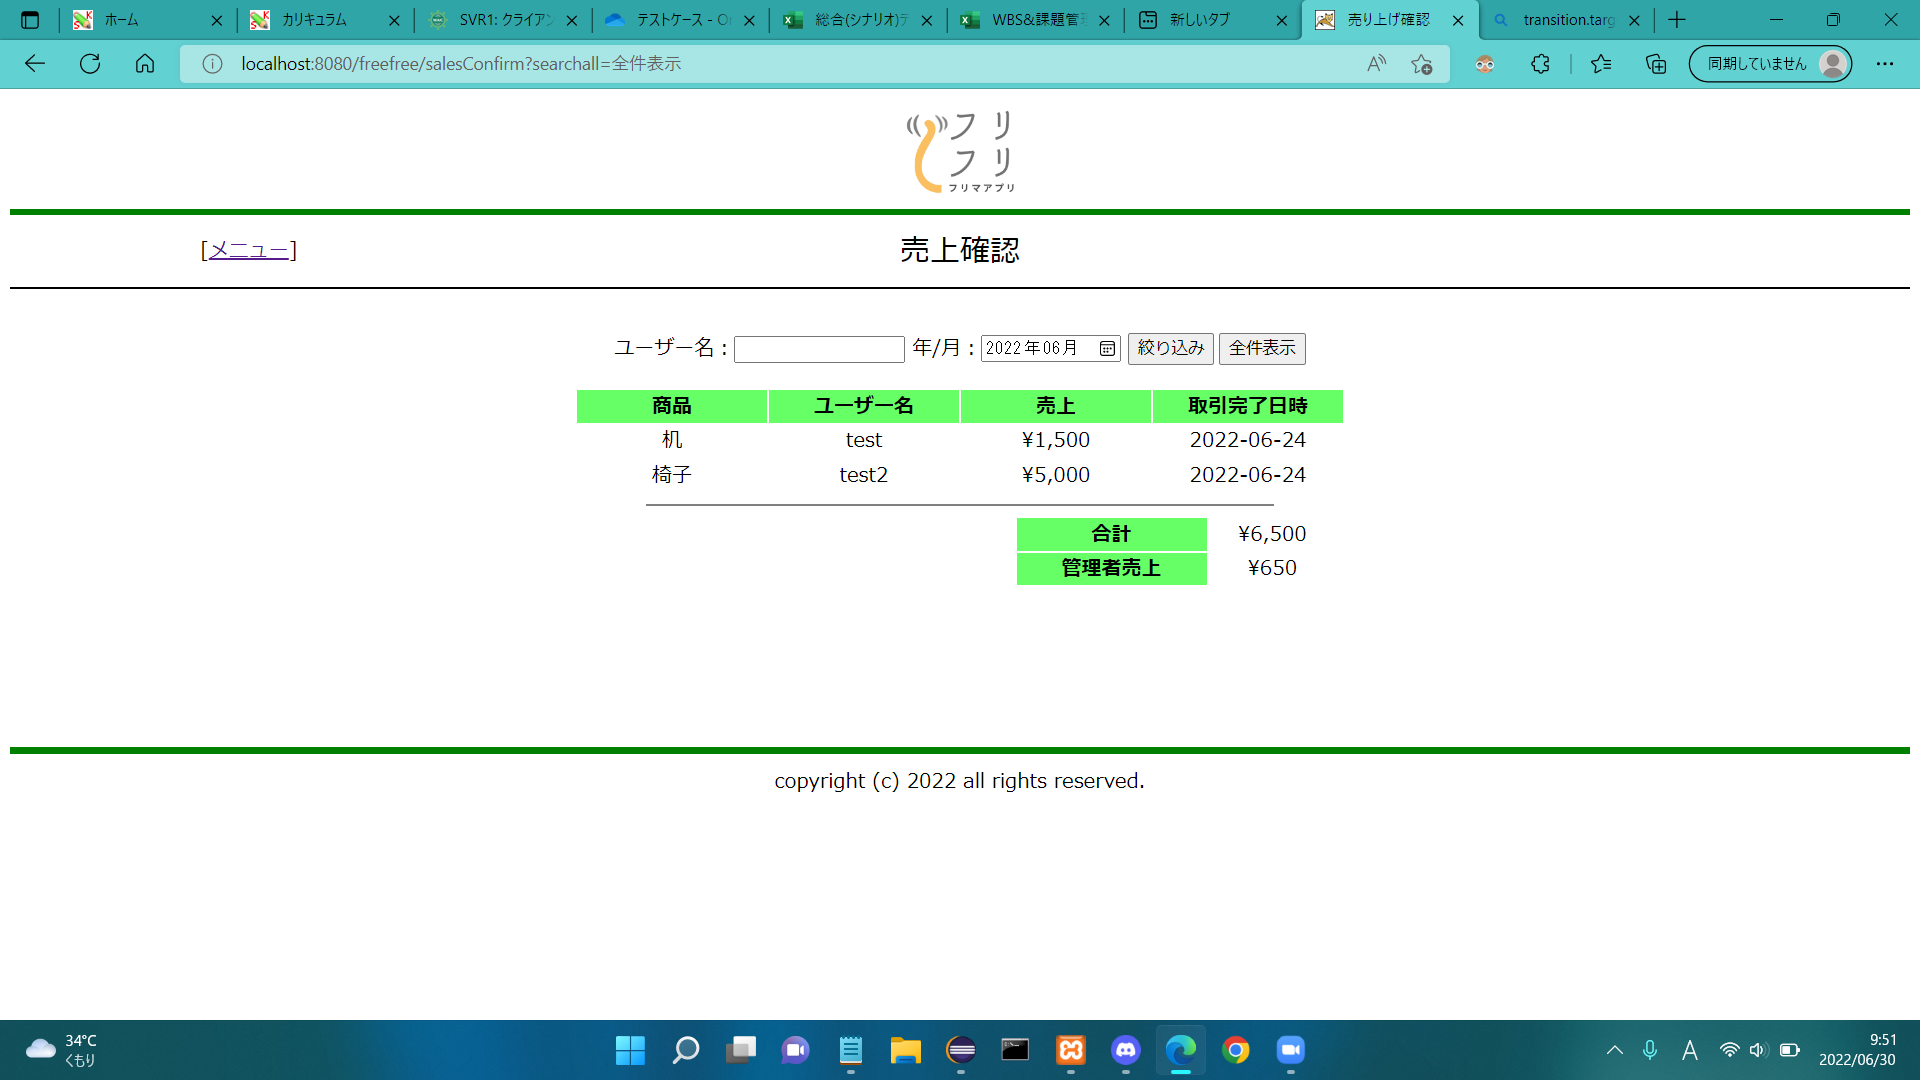 ホーム
カリキュラム
SVR1: クライアン
テストケース - O
総合(シナリオ)テ
WBS&課題管理
新しいタブ
売り上げ確認
transition.targ
localhost:8080/freefree/salesConfirm?searchall=全件表示
同期していません
フリ
フリ
フリマアプリ
[メニュー]
売上確認
ユーザー名：
年/月：
2022年06月
絞り込み
全件表示
商品 ユーザー名 売上 取引完了日時
机 test ¥1,500 2022-06-24
椅子 test2 ¥5,000 2022-06-24
合計 ¥6,500
管理者売上 ¥650
copyright (c) 2022 all rights reserved.
34°C
くもり
A
9:51
2022/06/30